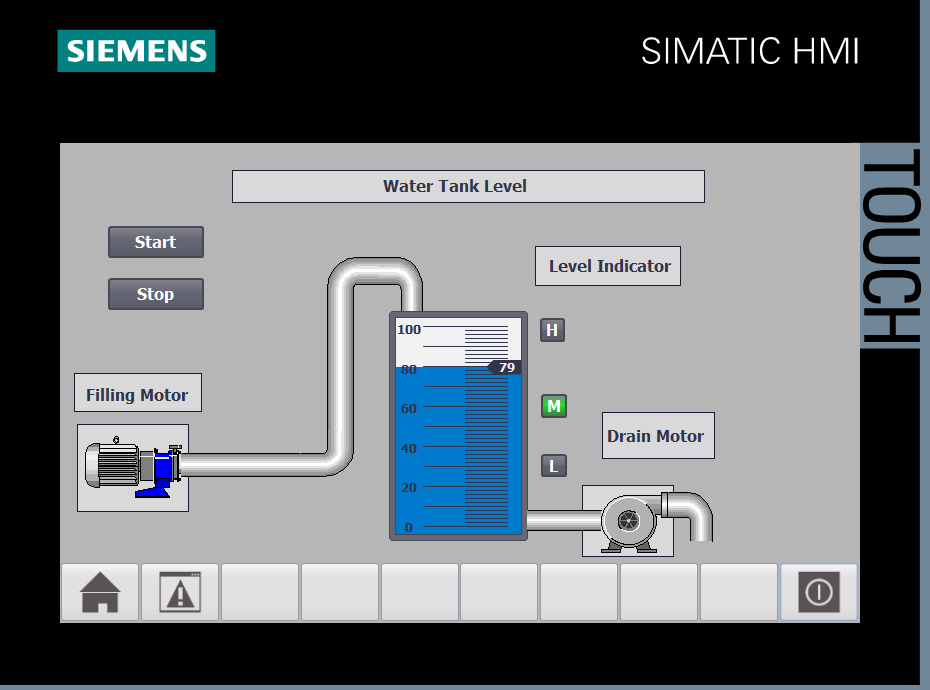 SIEMENS
SIMATIC HMI
TOUCH
Water Tank Level
Start
Stop
Level Indicator
H
100
80
79
60
40
20
0
M
L
Filling Motor
Drain Motor